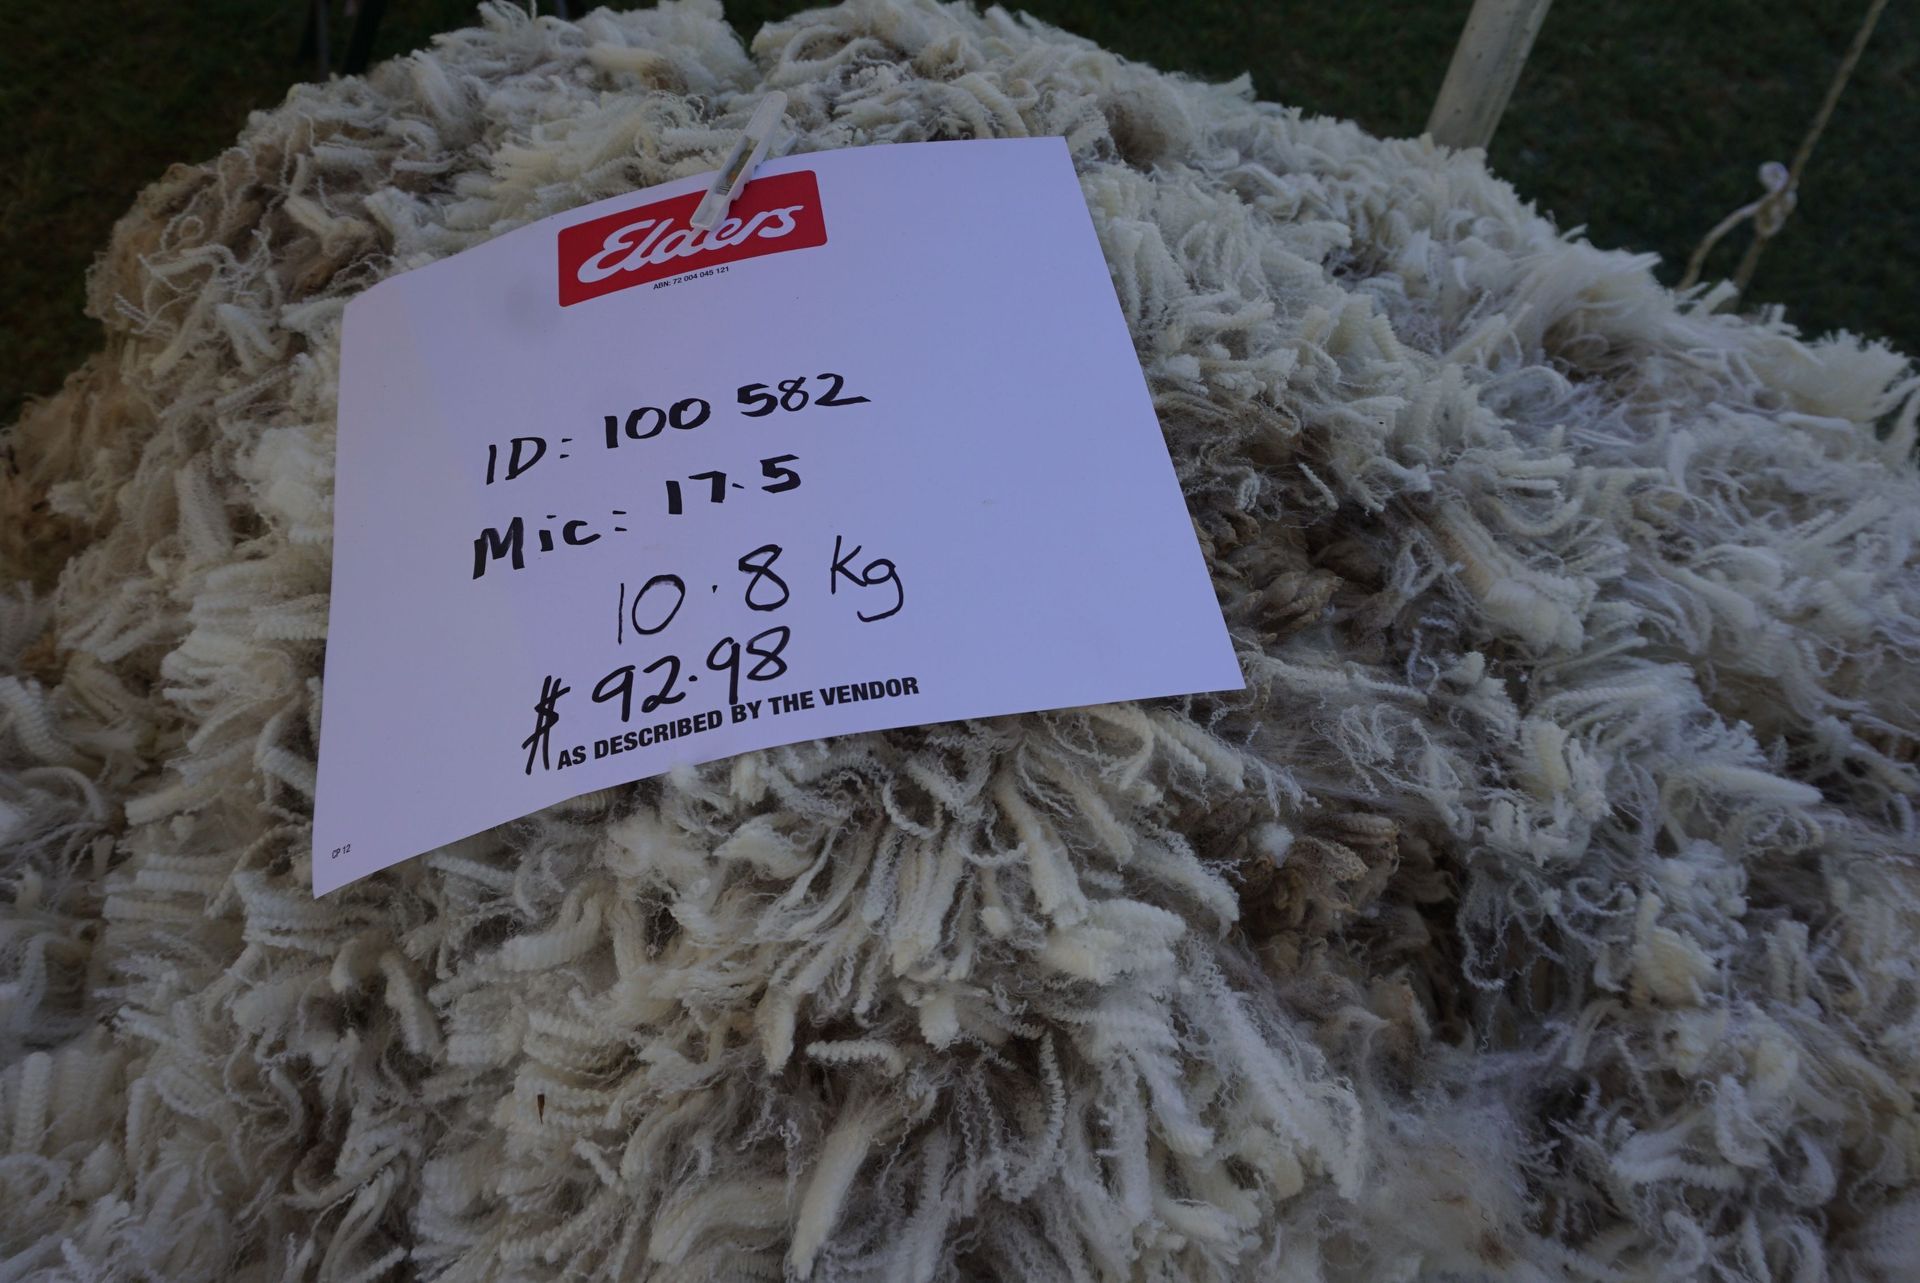 Elders
ABN: 72 004 045 121
ID: 100 582
Mic: 17.5
10.8 kg
$92.98
AS DESCRIBED BY THE VENDOR
CP 12